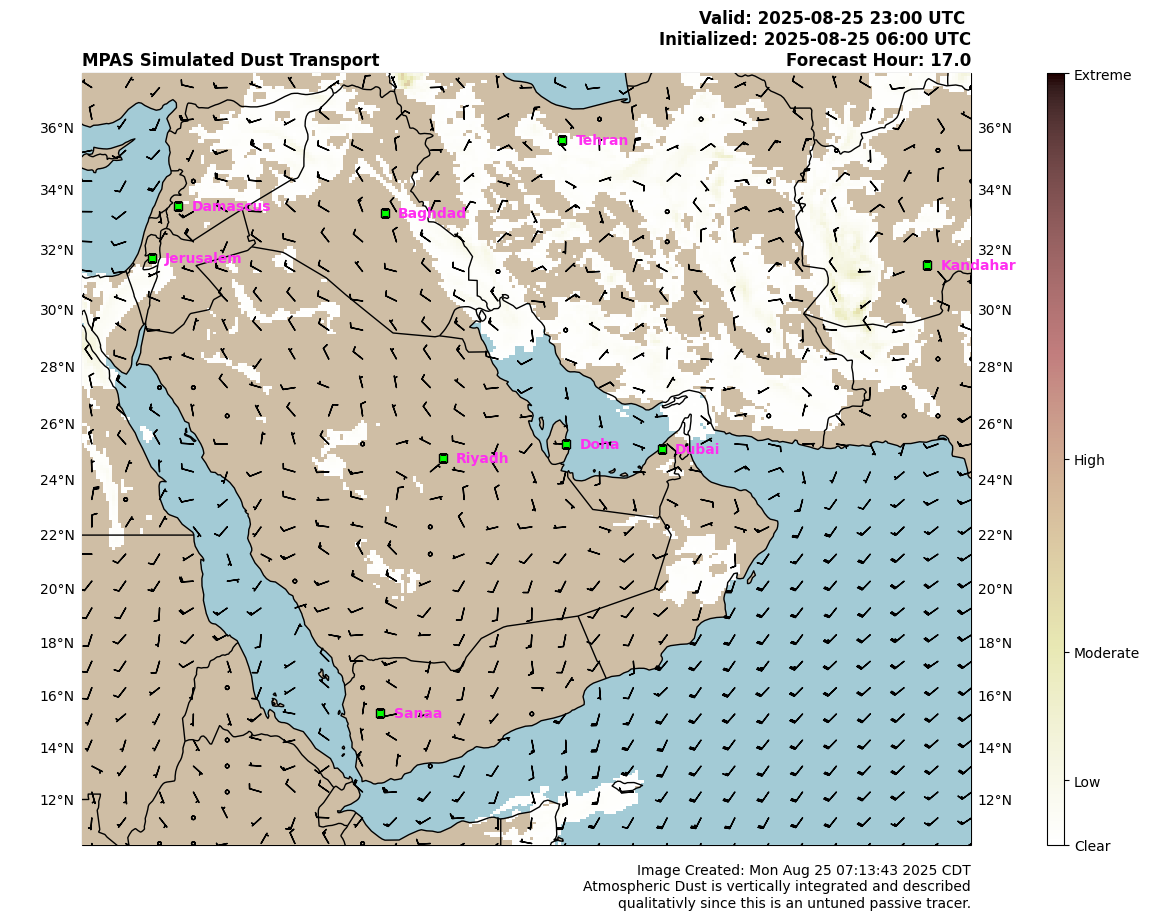 Valid: 2025-08-25 23:00 UTC
Initialized: 2025-08-25 06:00 UTC
MPAS Simulated Dust Transport
Forecast Hour: 17.0
Extreme
36°N
36°N
Tehran
34°N
34°N
Damascus
Baghdad
32°N
32°N
Jerusalem
Kandahar
30°N
30°N
28°N
28°N
26°N
26°N
Doha
Dubai
Riyadh
High
24°N
24°N
22°N
22°N
20°N
20°N
18°N
18°N
Moderate
16°N
16°N
Sanaa
14°N
14°N
Low
12°N
12°N
Clear
Image Created: Mon Aug 25 07:13:43 2025 CDT
Atmospheric Dust is vertically integrated and described
qualitativly since this is an untuned passive tracer.